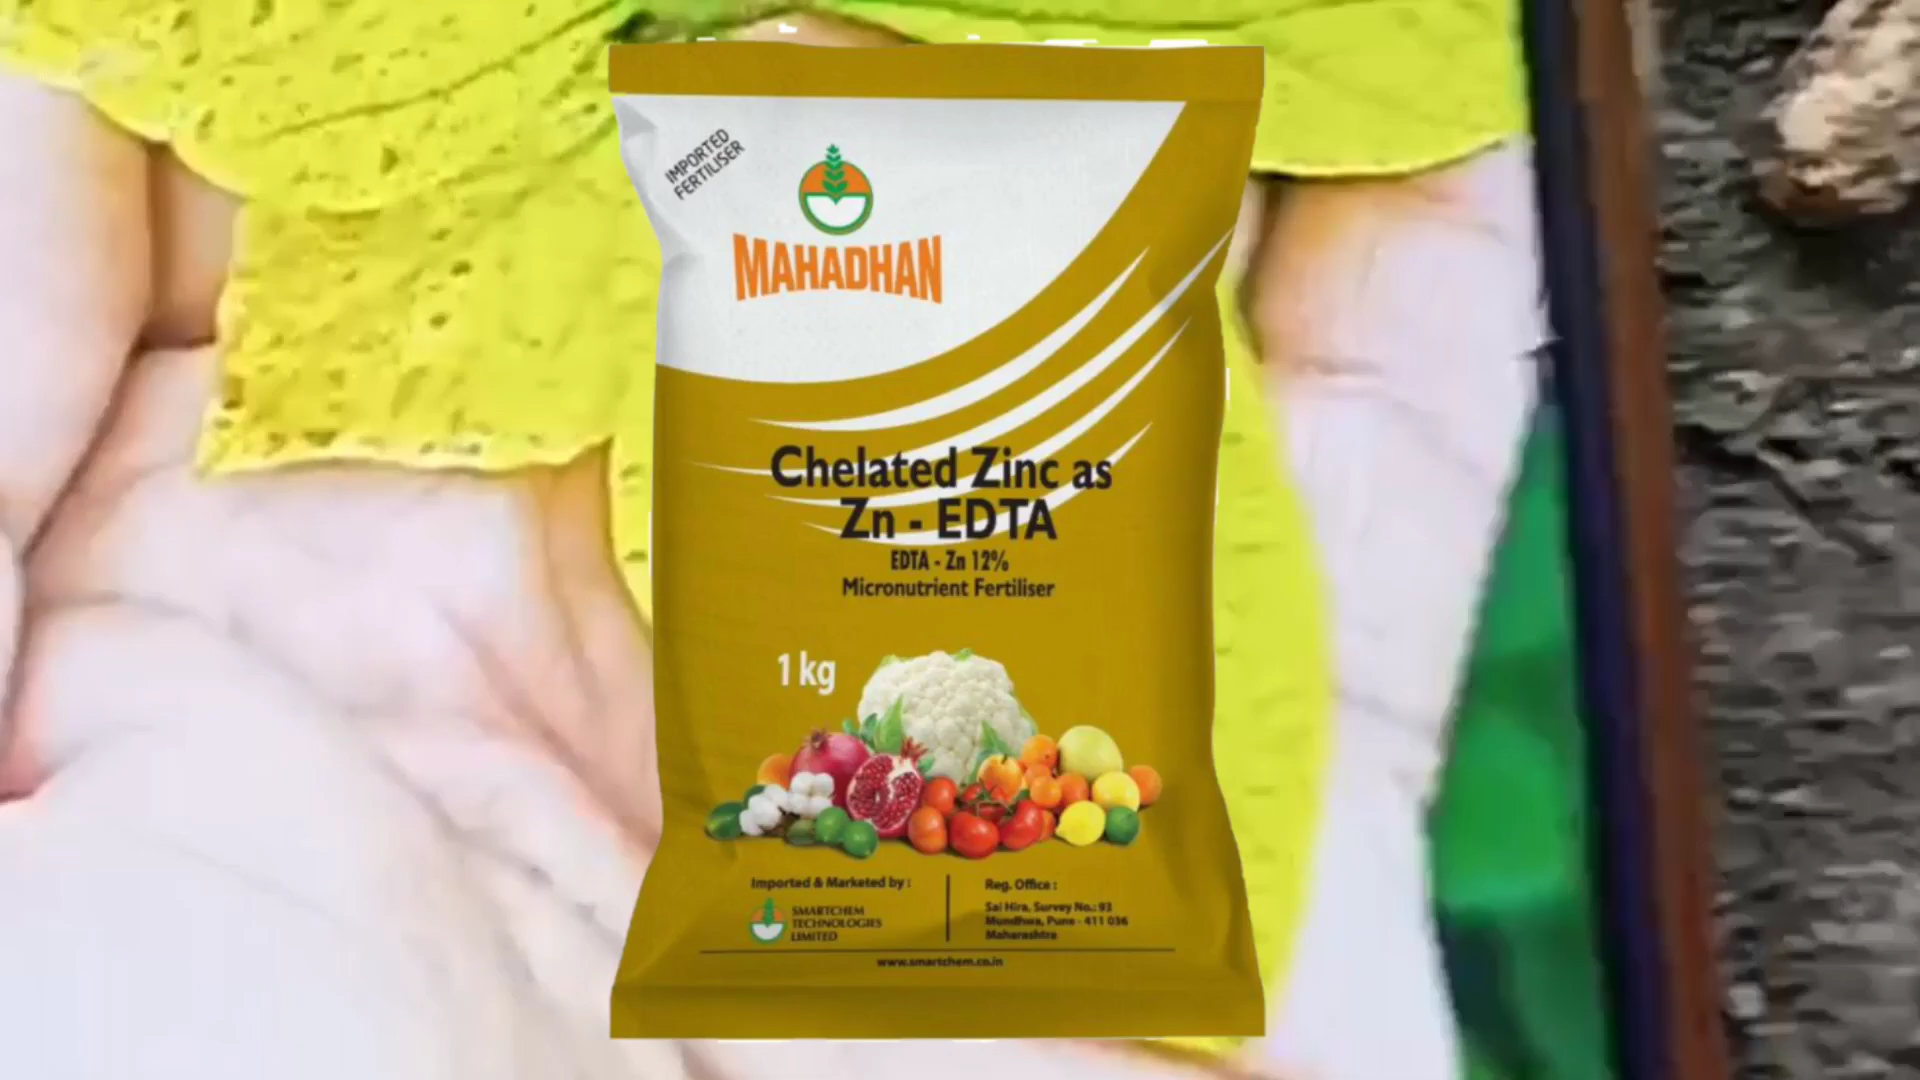 IMPORTED
FERTILISER
MAHADHAN
Chelated Zinc as
Zn - EDTA
EDTA - Zn 12%
Micronutrient Fertiliser
1 kg
Imported & Marketed by :
SMARTCHEM
TECHNOLOGIES
LIMITED
Reg. Office :
Sai Hira, Survey No.: 93
Mundhwa, Pune - 411 036
Maharashtra
www.smartchem.co.in